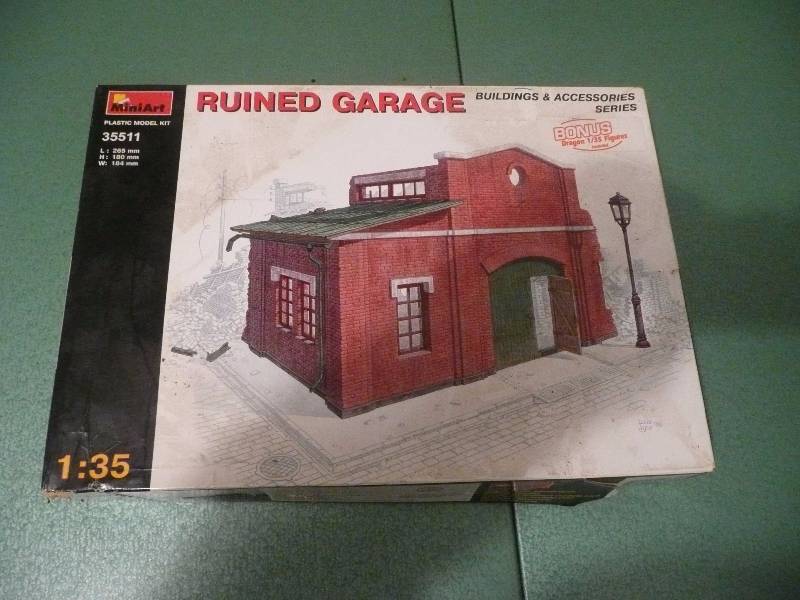 MiniArt
PLASTIC MODEL KIT
35511
L : 265 mm
H : 180 mm
W: 184 mm
RUINED GARAGE
BUILDINGS & ACCESSORIES
SERIES
BONUS
Dragon 1/35 Figures
included
1:35